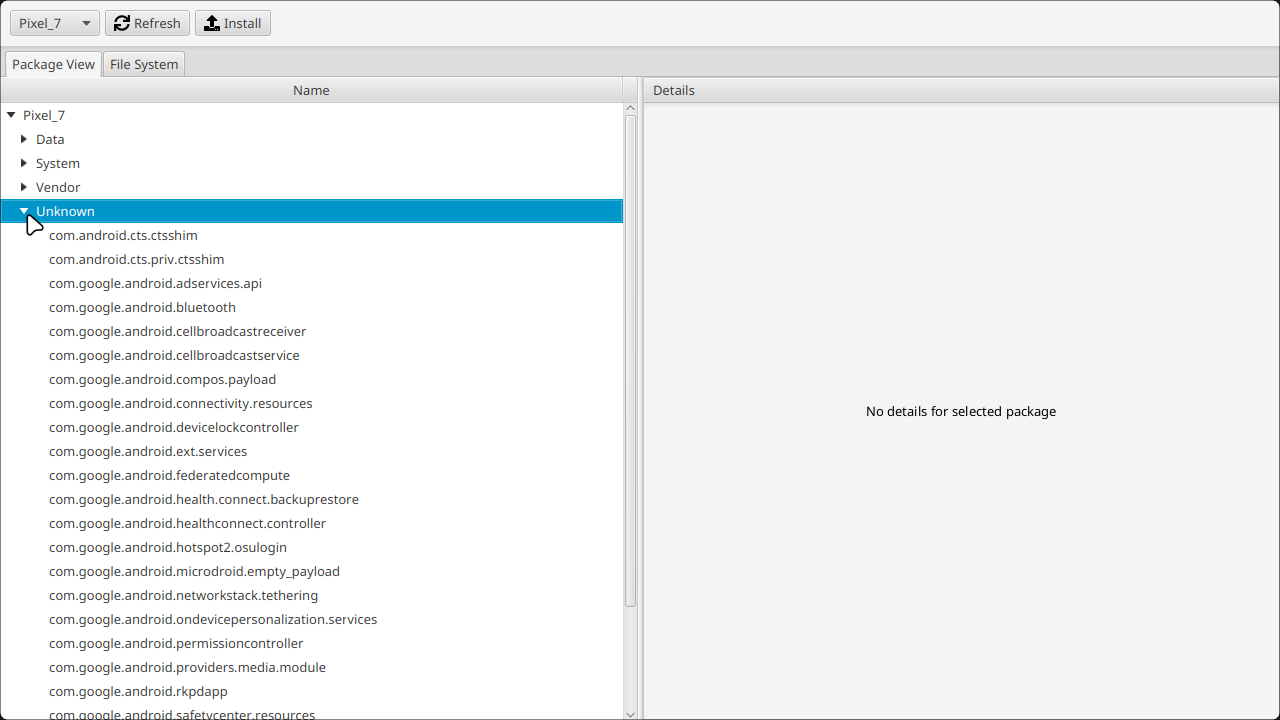 Pixel_7 Refresh Install
Package View File System
Name Details
Pixel_7
Data
System
Vendor
Unknown
com.android.cts.ctsshim
com.android.cts.priv.ctsshim
com.google.android.adservices.api
com.google.android.bluetooth
com.google.android.cellbroadcastreceiver
com.google.android.cellbroadcastservice
com.google.android.compos.payload
com.google.android.connectivity.resources
No details for selected package
com.google.android.devicelockcontroller
com.google.android.ext.services
com.google.android.federatedcompute
com.google.android.health.connect.backuprestore
com.google.android.healthconnect.controller
com.google.android.hotspot2.osulogin
com.google.android.microdroid.empty_payload
com.google.android.networkstack.tethering
com.google.android.ondevicepersonalization.services
com.google.android.permissioncontroller
com.google.android.providers.media.module
com.google.android.rkpdapp
com.google.android.safetycenter.resources